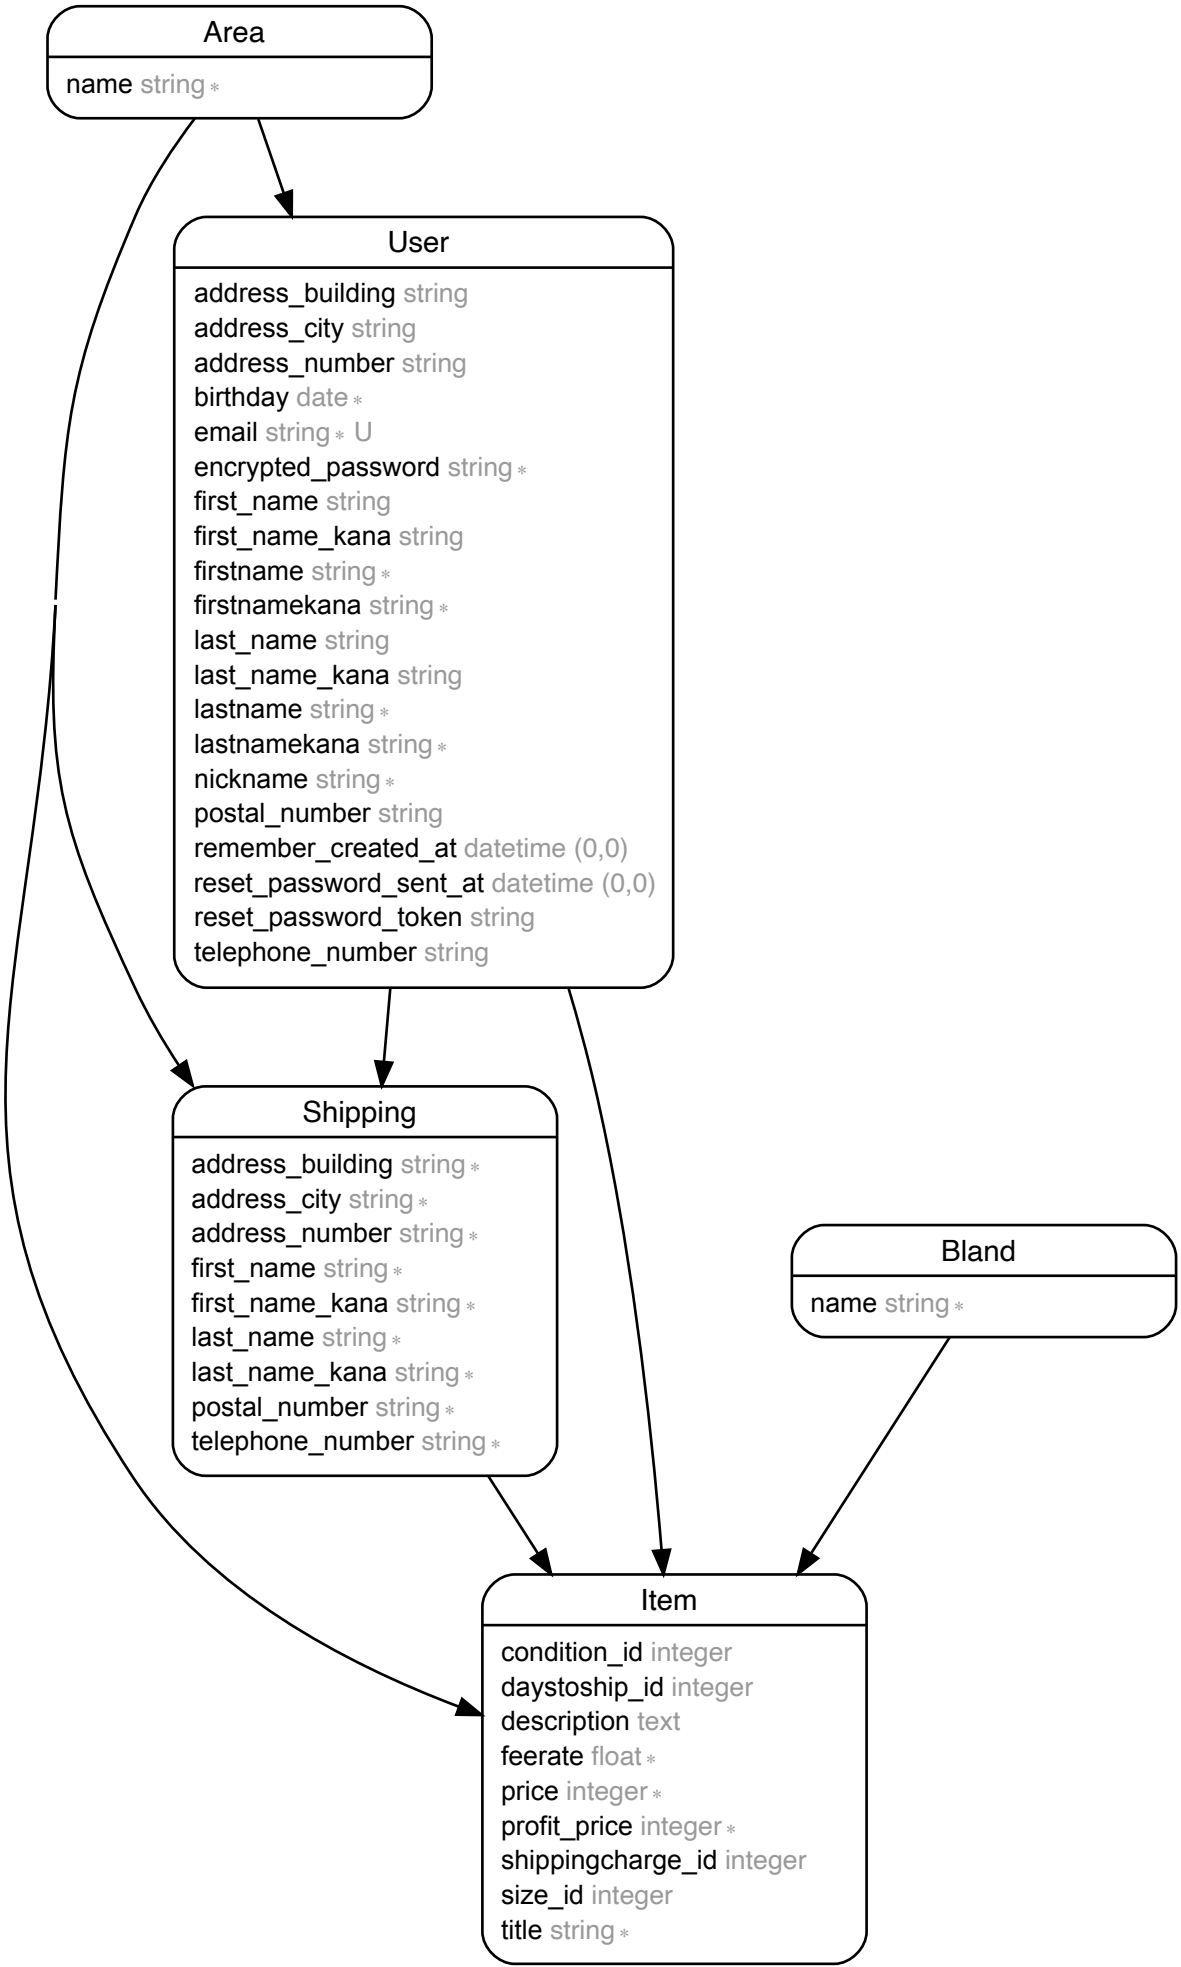 Area
name string *
User
address_building string
address_city string
address_number string
birthday date *
email string * U
encrypted_password string *
first_name string
first_name_kana string
firstname string *
firstnamekana string *
last_name string
last_name_kana string
lastname string *
lastnamekana string *
nickname string *
postal_number string
remember_created_at datetime (0,0)
reset_password_sent_at datetime (0,0)
reset_password_token string
telephone_number string
Shipping
address_building string *
address_city string *
address_number string *
first_name string *
first_name_kana string *
last_name string *
last_name_kana string *
postal_number string *
telephone_number string *
Bland
name string *
Item
condition_id integer
daystoship_id integer
description text
feerate float *
price integer *
profit_price integer *
shippingcharge_id integer
size_id integer
title string *